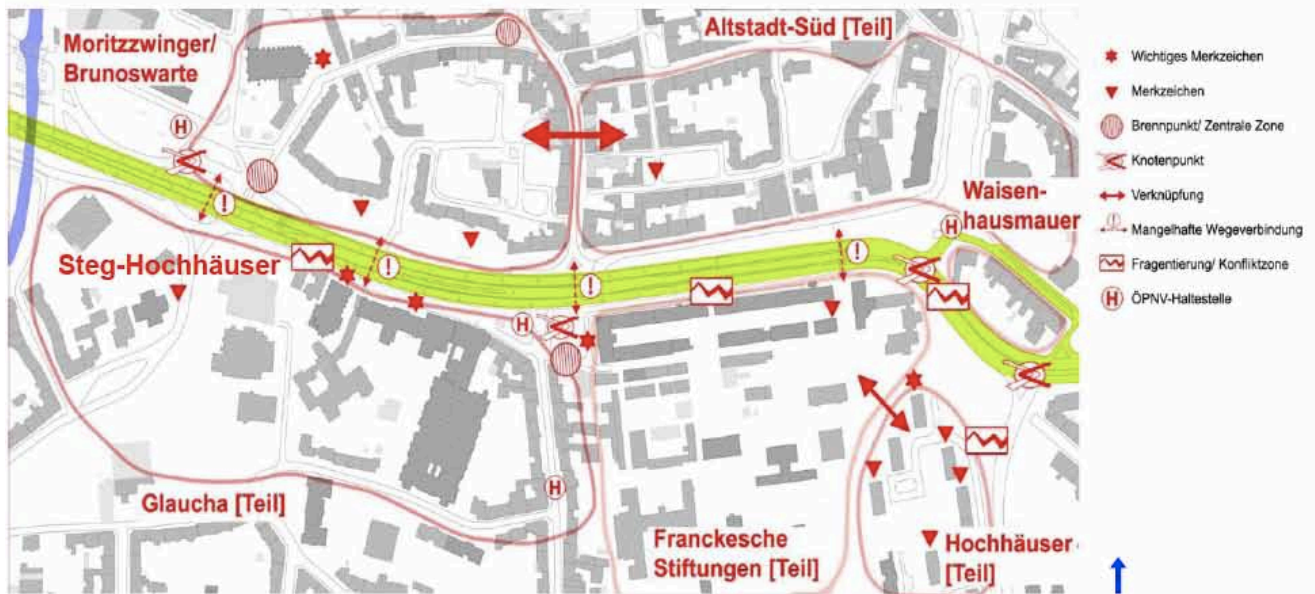 Moritzzwinger/
Brunoswarte
Altstadt-Süd [Teil]
Waisen-
hausmauer
Steg-Hochhäuser
Glaucha [Teil]
Franckesche
Stiftungen [Teil]
Hochhäuser
[Teil]
H
H
H
H
!
!
!
!
Wichtiges Merkzeichen
Merkzeichen
Brennpunkt/ Zentrale Zone
Knotenpunkt
Verknüpfung
! Mangelhafte Wegeverbindung
Fragentierung/ Konfliktzone
H ÖPNV-Haltestelle